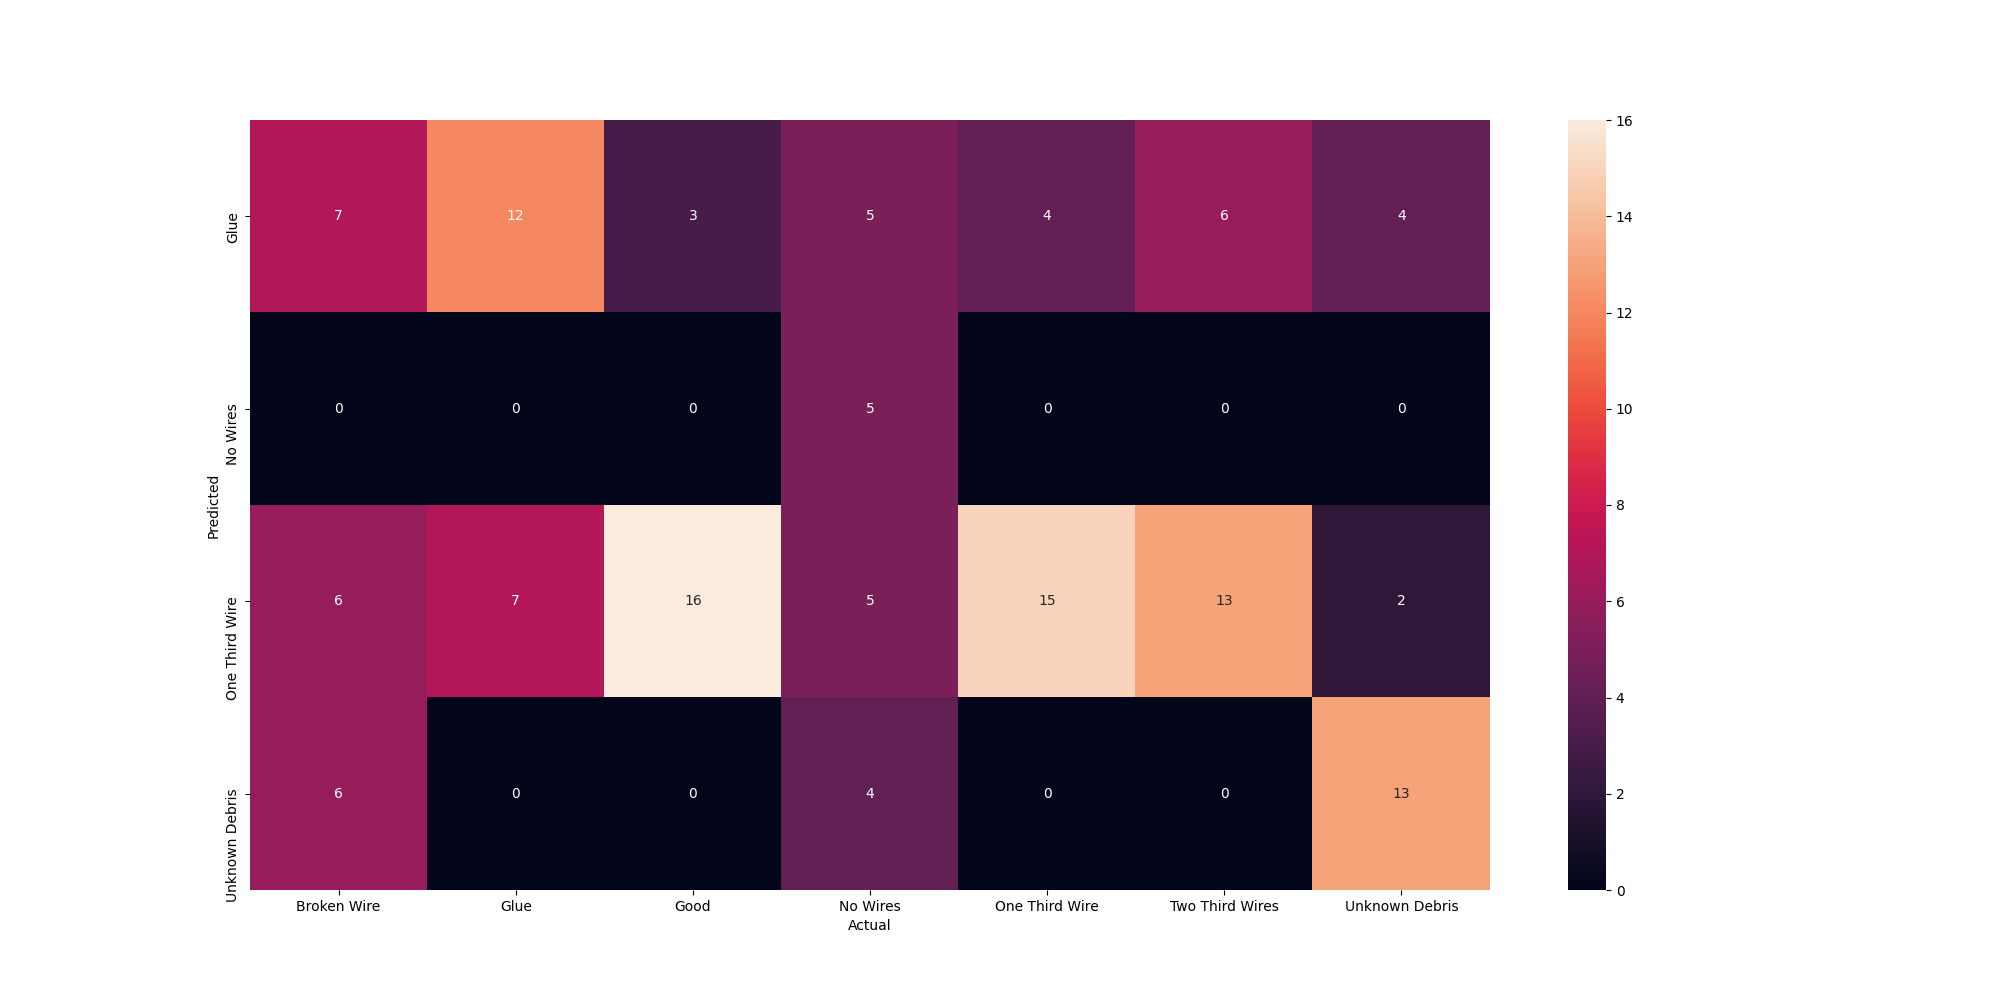 Predicted
Glue
7 12 3 5 4 6 4
No Wires
0 0 0 5 0 0 0
One Third Wire
6 7 16 5 15 13 2
Unknown Debris
6 0 0 4 0 0 13
Broken Wire Glue Good No Wires One Third Wire Two Third Wires Unknown Debris
Actual
16
14
12
10
8
6
4
2
0